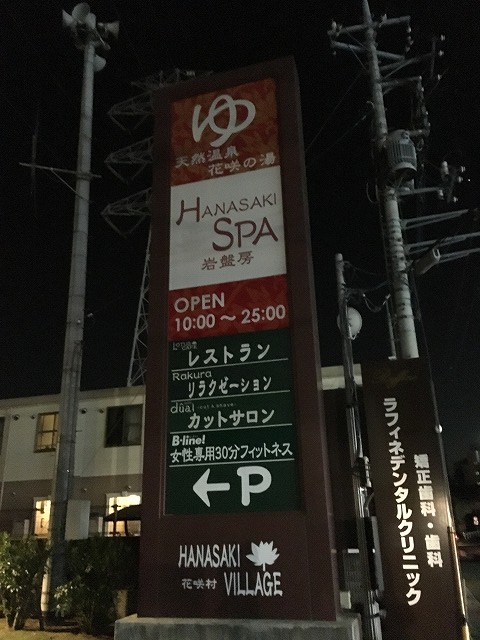 ゆ
天然温泉
花咲の湯
HANASAKI
SPA
岩盤房
OPEN
10:00～25:00
レストラン
Rakura
リラクゼーション
dual
カットサロン
B-line!
女性専用30分フィットネス
←P
HANASAKI
花咲村 VILLAGE
矯正歯科・歯科
ラフィネデンタルクリニック